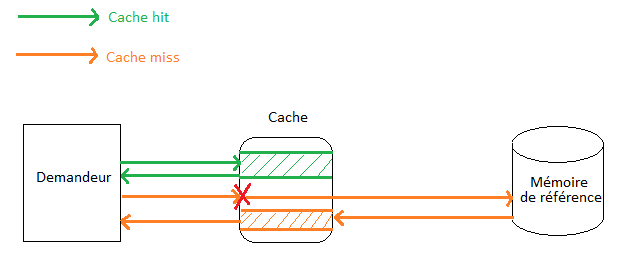 Cache hit
Cache miss
Cache
Demandeur
Mémoire
de référence